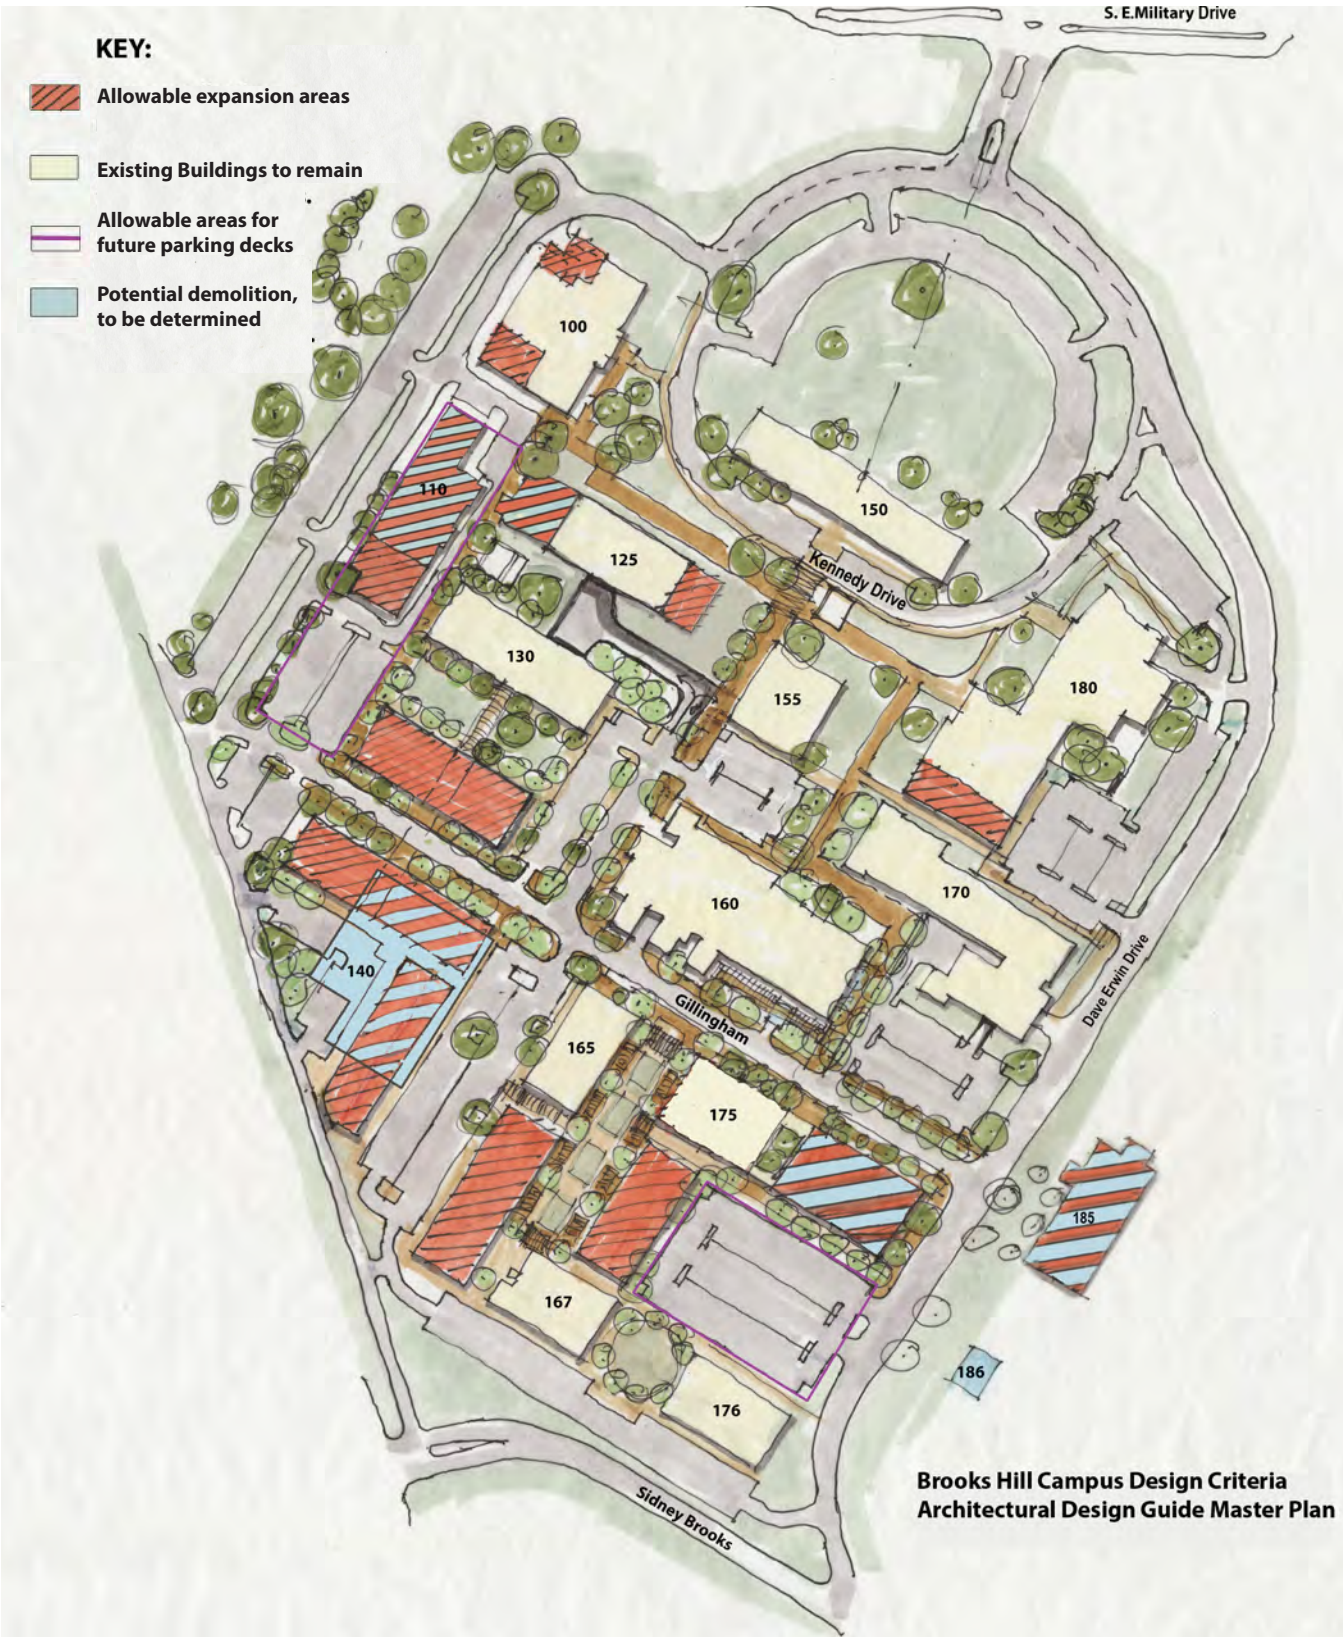 S. E.Military Drive
KEY:
Allowable expansion areas
Existing Buildings to remain
Allowable areas for
future parking decks
Potential demolition,
to be determined
100
110
150
125
Kennedy Drive
130
180
155
170
160
140
Dave Erwin Drive
Gillingham
165
175
185
167
186
176
Brooks Hill Campus Design Criteria
Architectural Design Guide Master Plan
Sidney Brooks